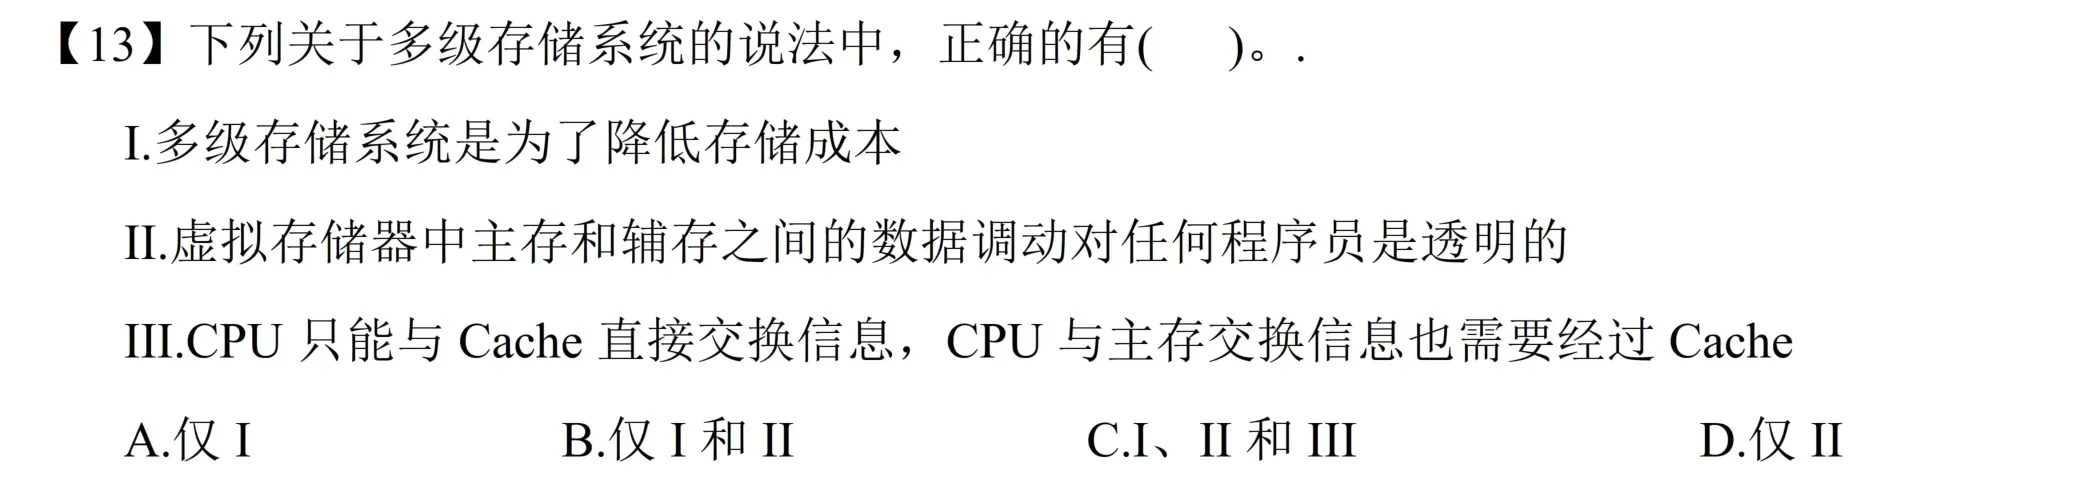 【13】下列关于多级存储系统的说法中，正确的有(      )。.
I.多级存储系统是为了降低存储成本
II.虚拟存储器中主存和辅存之间的数据调动对任何程序员是透明的
III.CPU 只能与 Cache 直接交换信息，CPU 与主存交换信息也需要经过 Cache
A.仅 I B.仅 I 和 II C.I、II 和 III D.仅 II